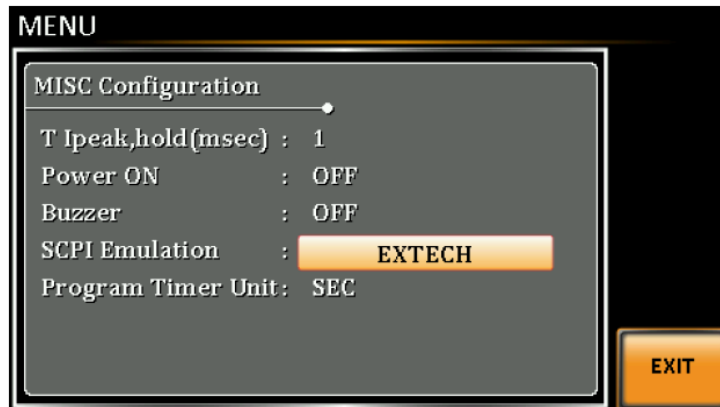 MENU
MISC Configuration
T Ipeak,hold(msec) : 1
Power ON : OFF
Buzzer : OFF
SCPI Emulation : EXTECH
Program Timer Unit: SEC
EXIT